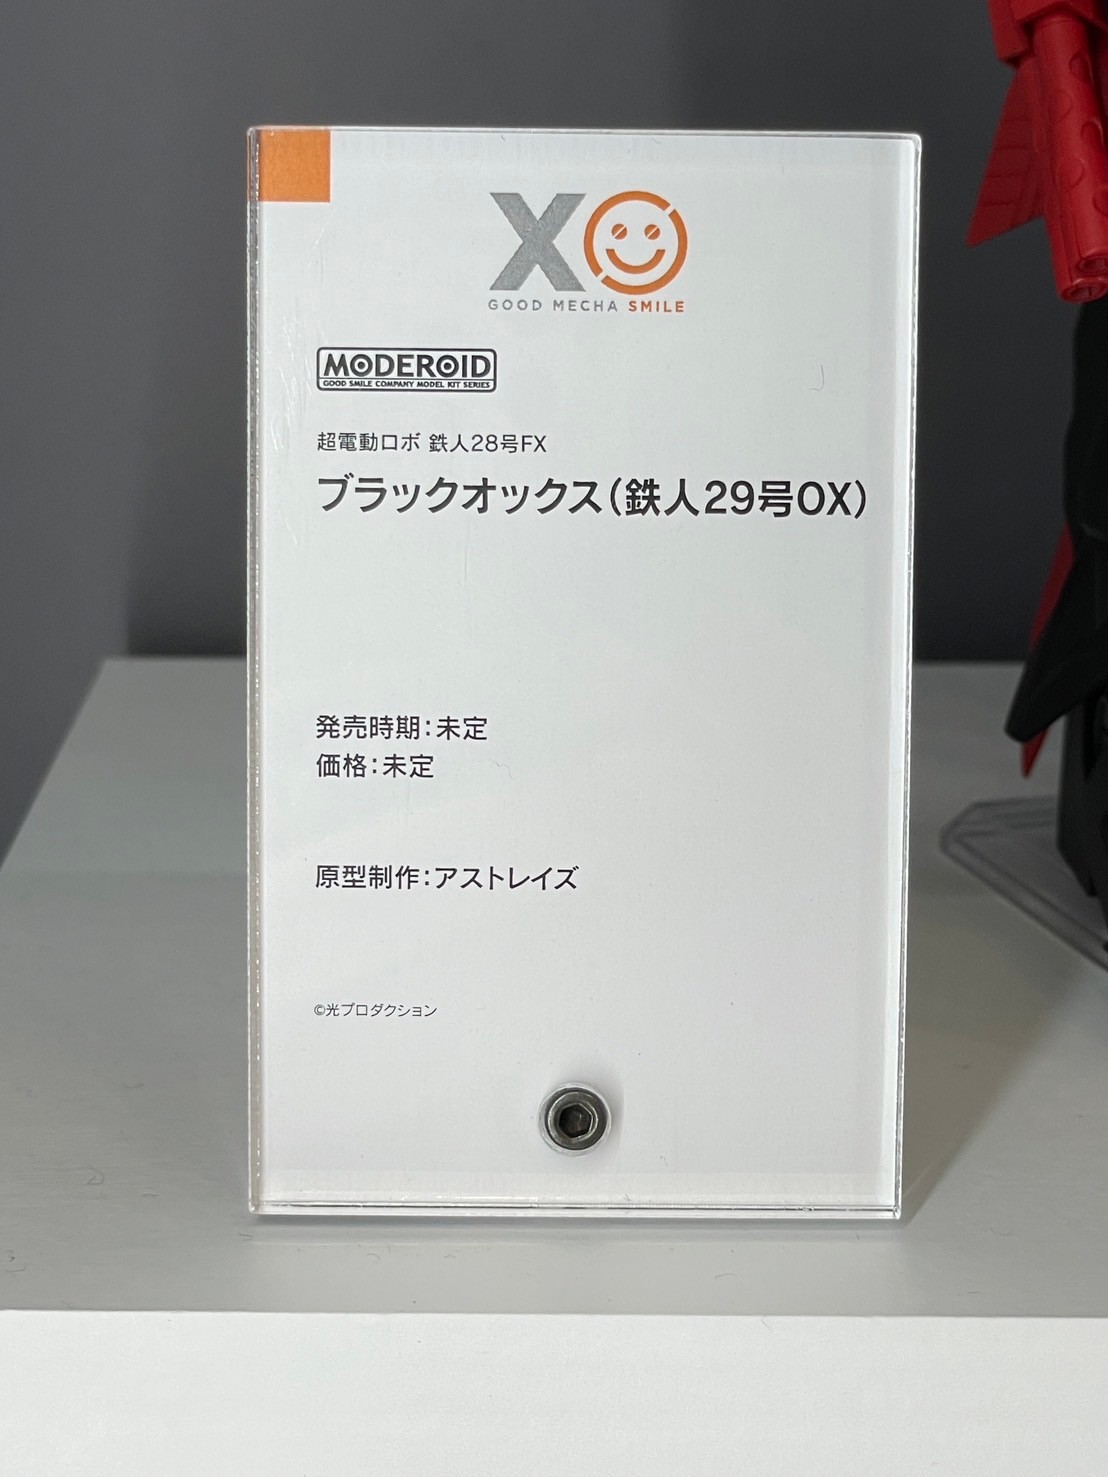 XO
GOOD MECHA SMILE
MODEROID
GOOD SMILE COMPANY MODEL KIT SERIES
超電動ロボ 鉄人28号FX
ブラックオックス（鉄人29号OX）
発売時期：未定
価格：未定
原型制作：アストレイズ
©光プロダクション